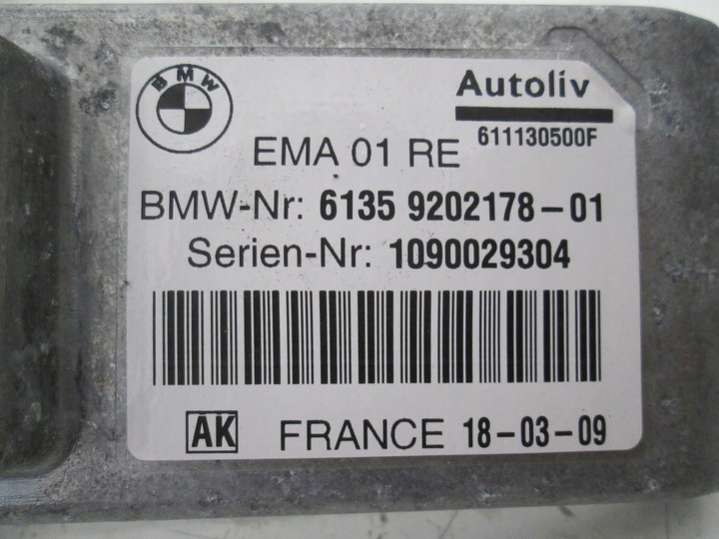 BMW
Autoliv
611130500F
EMA 01 RE
BMW-Nr: 6135 9202178-01
Serien-Nr: 1090029304
AK FRANCE 18-03-09